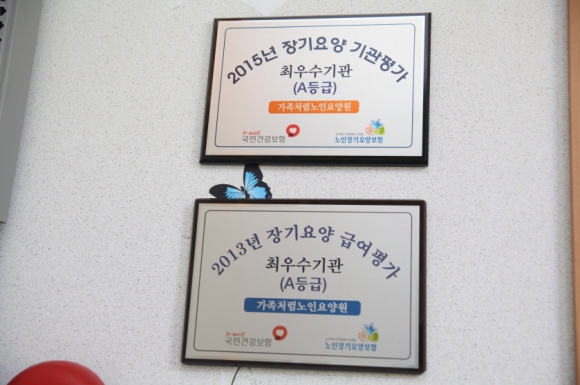 2015년 장기요양 기관평가
최우수기관
(A등급)
가족처럼노인요양원
h-well
국민건강보험
노인장기요양보험
2013년 장기요양 급여평가
최우수기관
(A등급)
가족처럼노인요양원
h-well
국민건강보험
노인장기요양보험